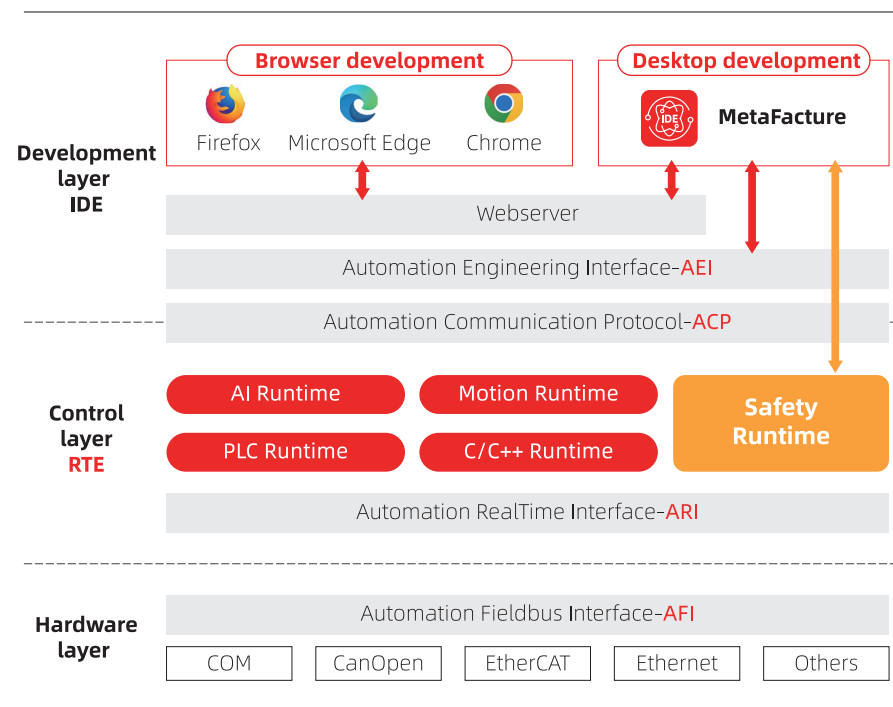 Browser development
Desktop development
IDE
MetaFacture
Firefox
Microsoft Edge
Chrome
Development
layer
IDE
Webserver
Automation Engineering Interface-AEI
Automation Communication Protocol-ACP
Control
layer
RTE
AI Runtime
Motion Runtime
PLC Runtime
C/C++ Runtime
Safety
Runtime
Automation RealTime Interface-ARI
Hardware
layer
Automation Fieldbus Interface-AFI
COM
CanOpen
EtherCAT
Ethernet
Others